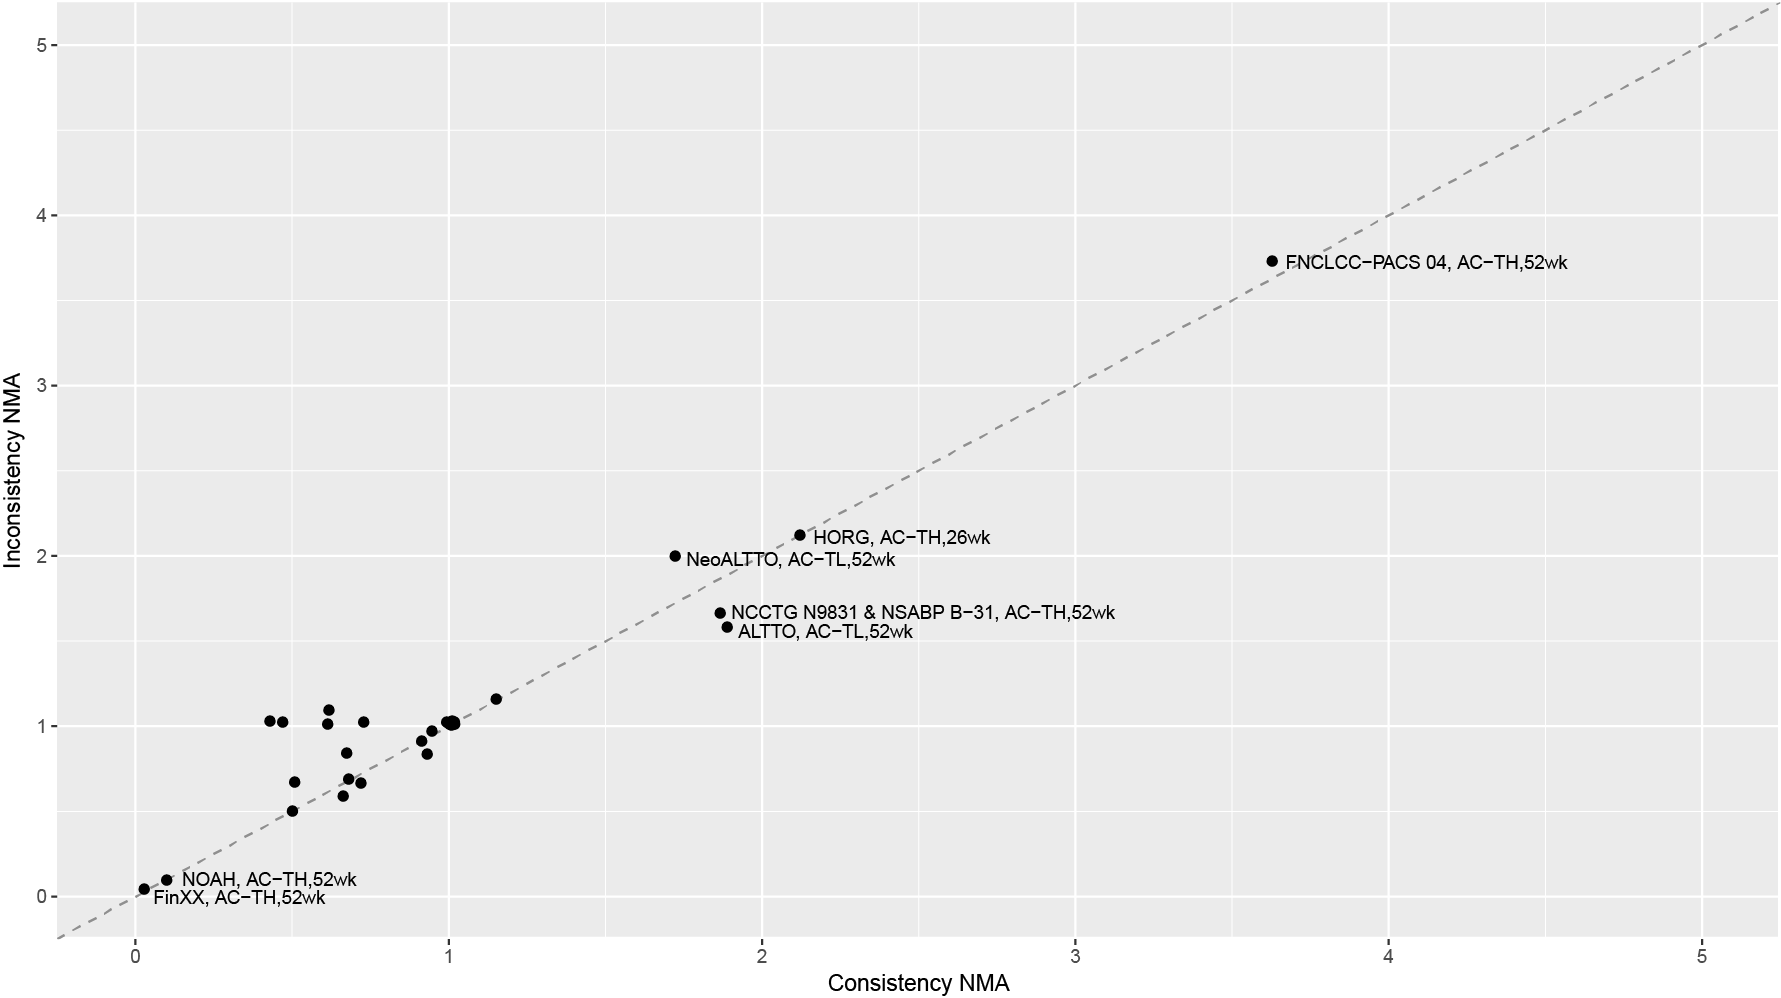 5
4
3
2
1
0
Inconsistency NMA
FNCLCC−PACS 04, AC−TH,52wk
HORG, AC−TH,26wk
NeoALTTO, AC−TL,52wk
NCCTG N9831 & NSABP B−31, AC−TH,52wk
ALTTO, AC−TL,52wk
NOAH, AC−TH,52wk
FinXX, AC−TH,52wk
0 1 2 3 4 5
Consistency NMA